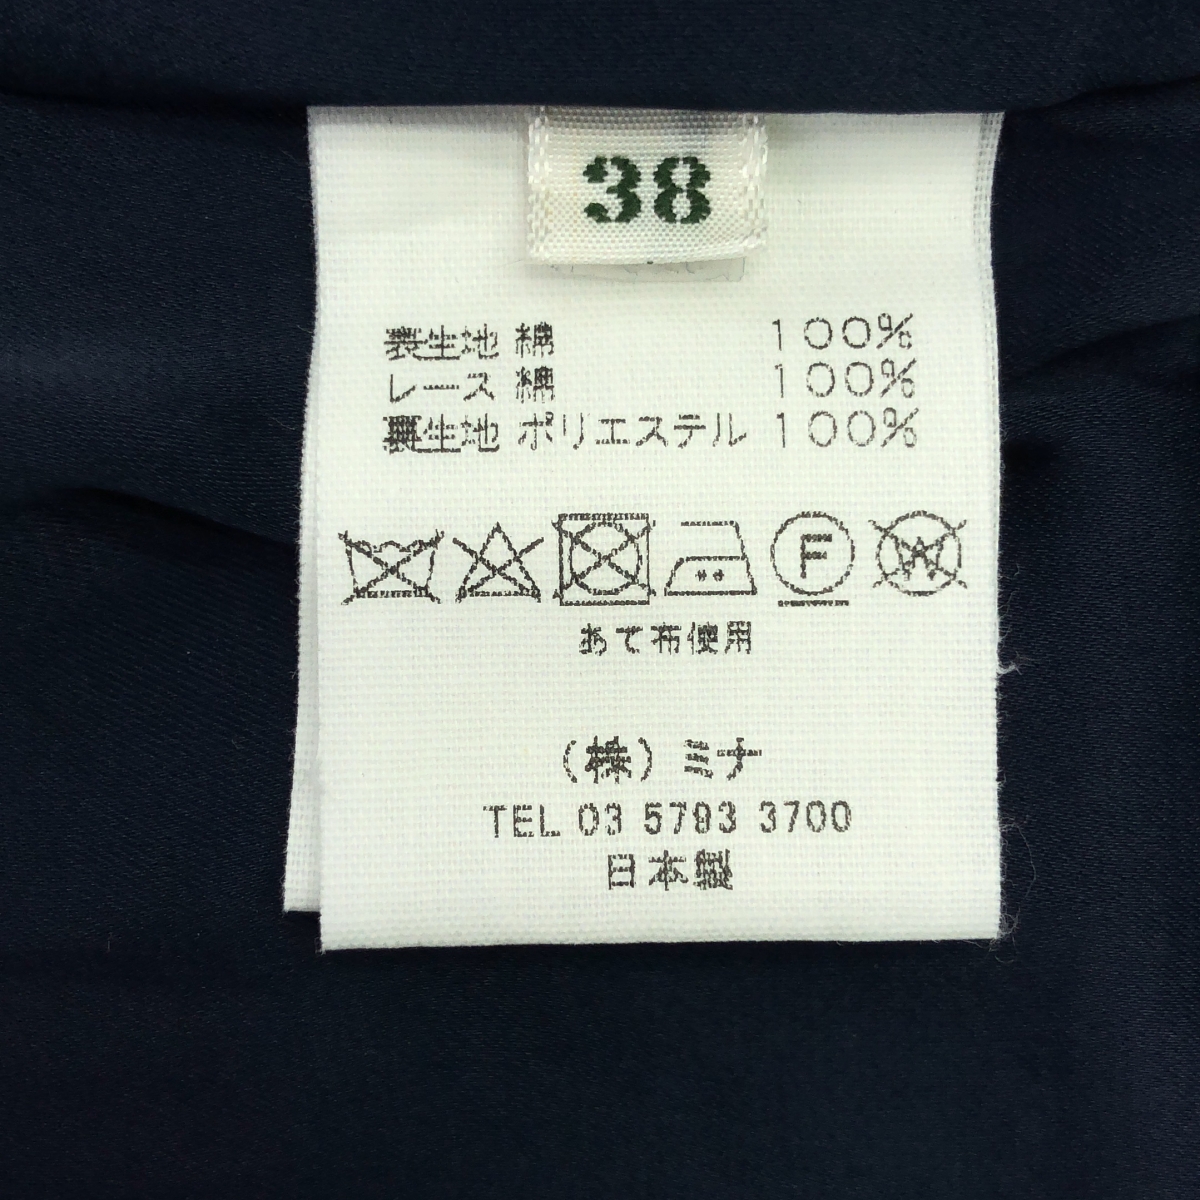 38
表生地 綿 100%
レース 綿 100%
裏生地 ポリエステル 100%
F W
あて布使用
(株)ミナ
TEL 03 5793 3700
日本製